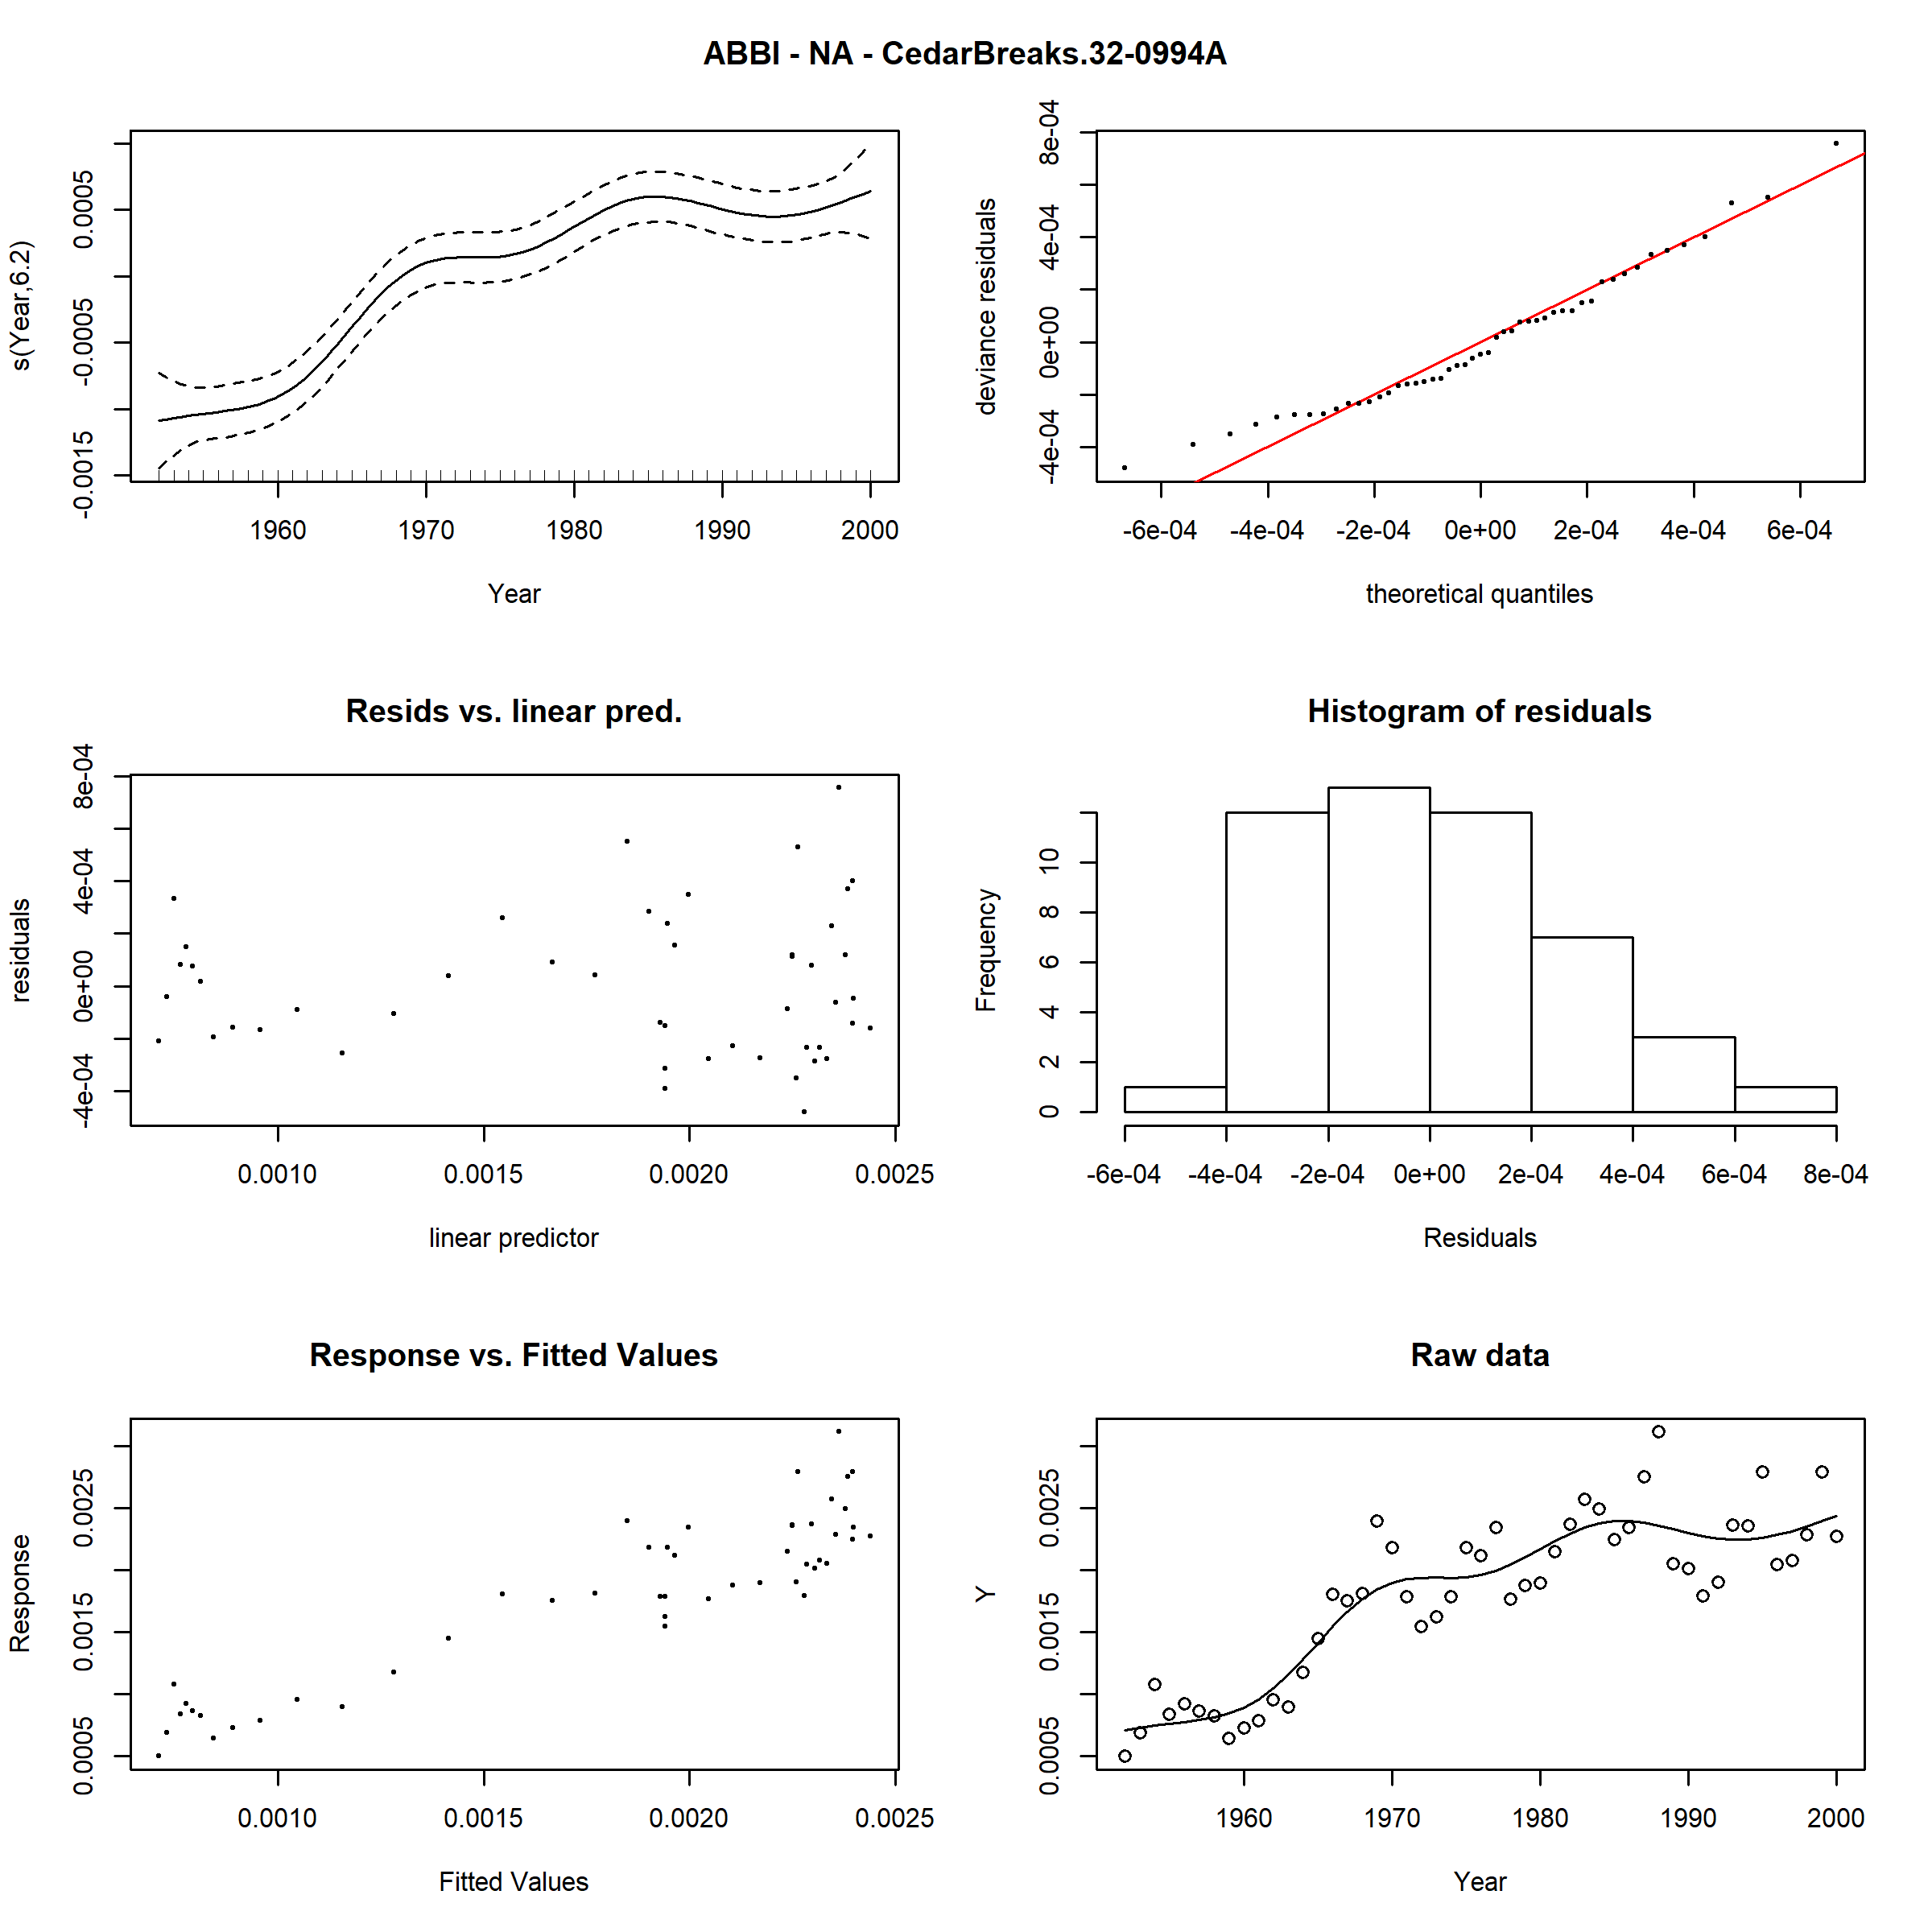 ABBI - NA - CedarBreaks.32-0994A
s(Year,6.2)
-0.0015 -0.0005 0.0005
1960 1970 1980 1990 2000
Year
deviance residuals
-4e-04 0e+00 4e-04 8e-04
-6e-04 -4e-04 -2e-04 0e+00 2e-04 4e-04 6e-04
theoretical quantiles
Resids vs. linear pred.
residuals
-4e-04 0e+00 4e-04 8e-04
0.0010 0.0015 0.0020 0.0025
linear predictor
Histogram of residuals
Frequency
0 2 4 6 8 10
-6e-04 -4e-04 -2e-04 0e+00 2e-04 4e-04 6e-04 8e-04
Residuals
Response vs. Fitted Values
Response
0.0005 0.0015 0.0025
0.0010 0.0015 0.0020 0.0025
Fitted Values
Raw data
Y
0.0005 0.0015 0.0025
1960 1970 1980 1990 2000
Year